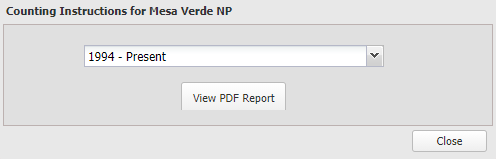 Counting Instructions for Mesa Verde NP
1994 - Present
View PDF Report
Close